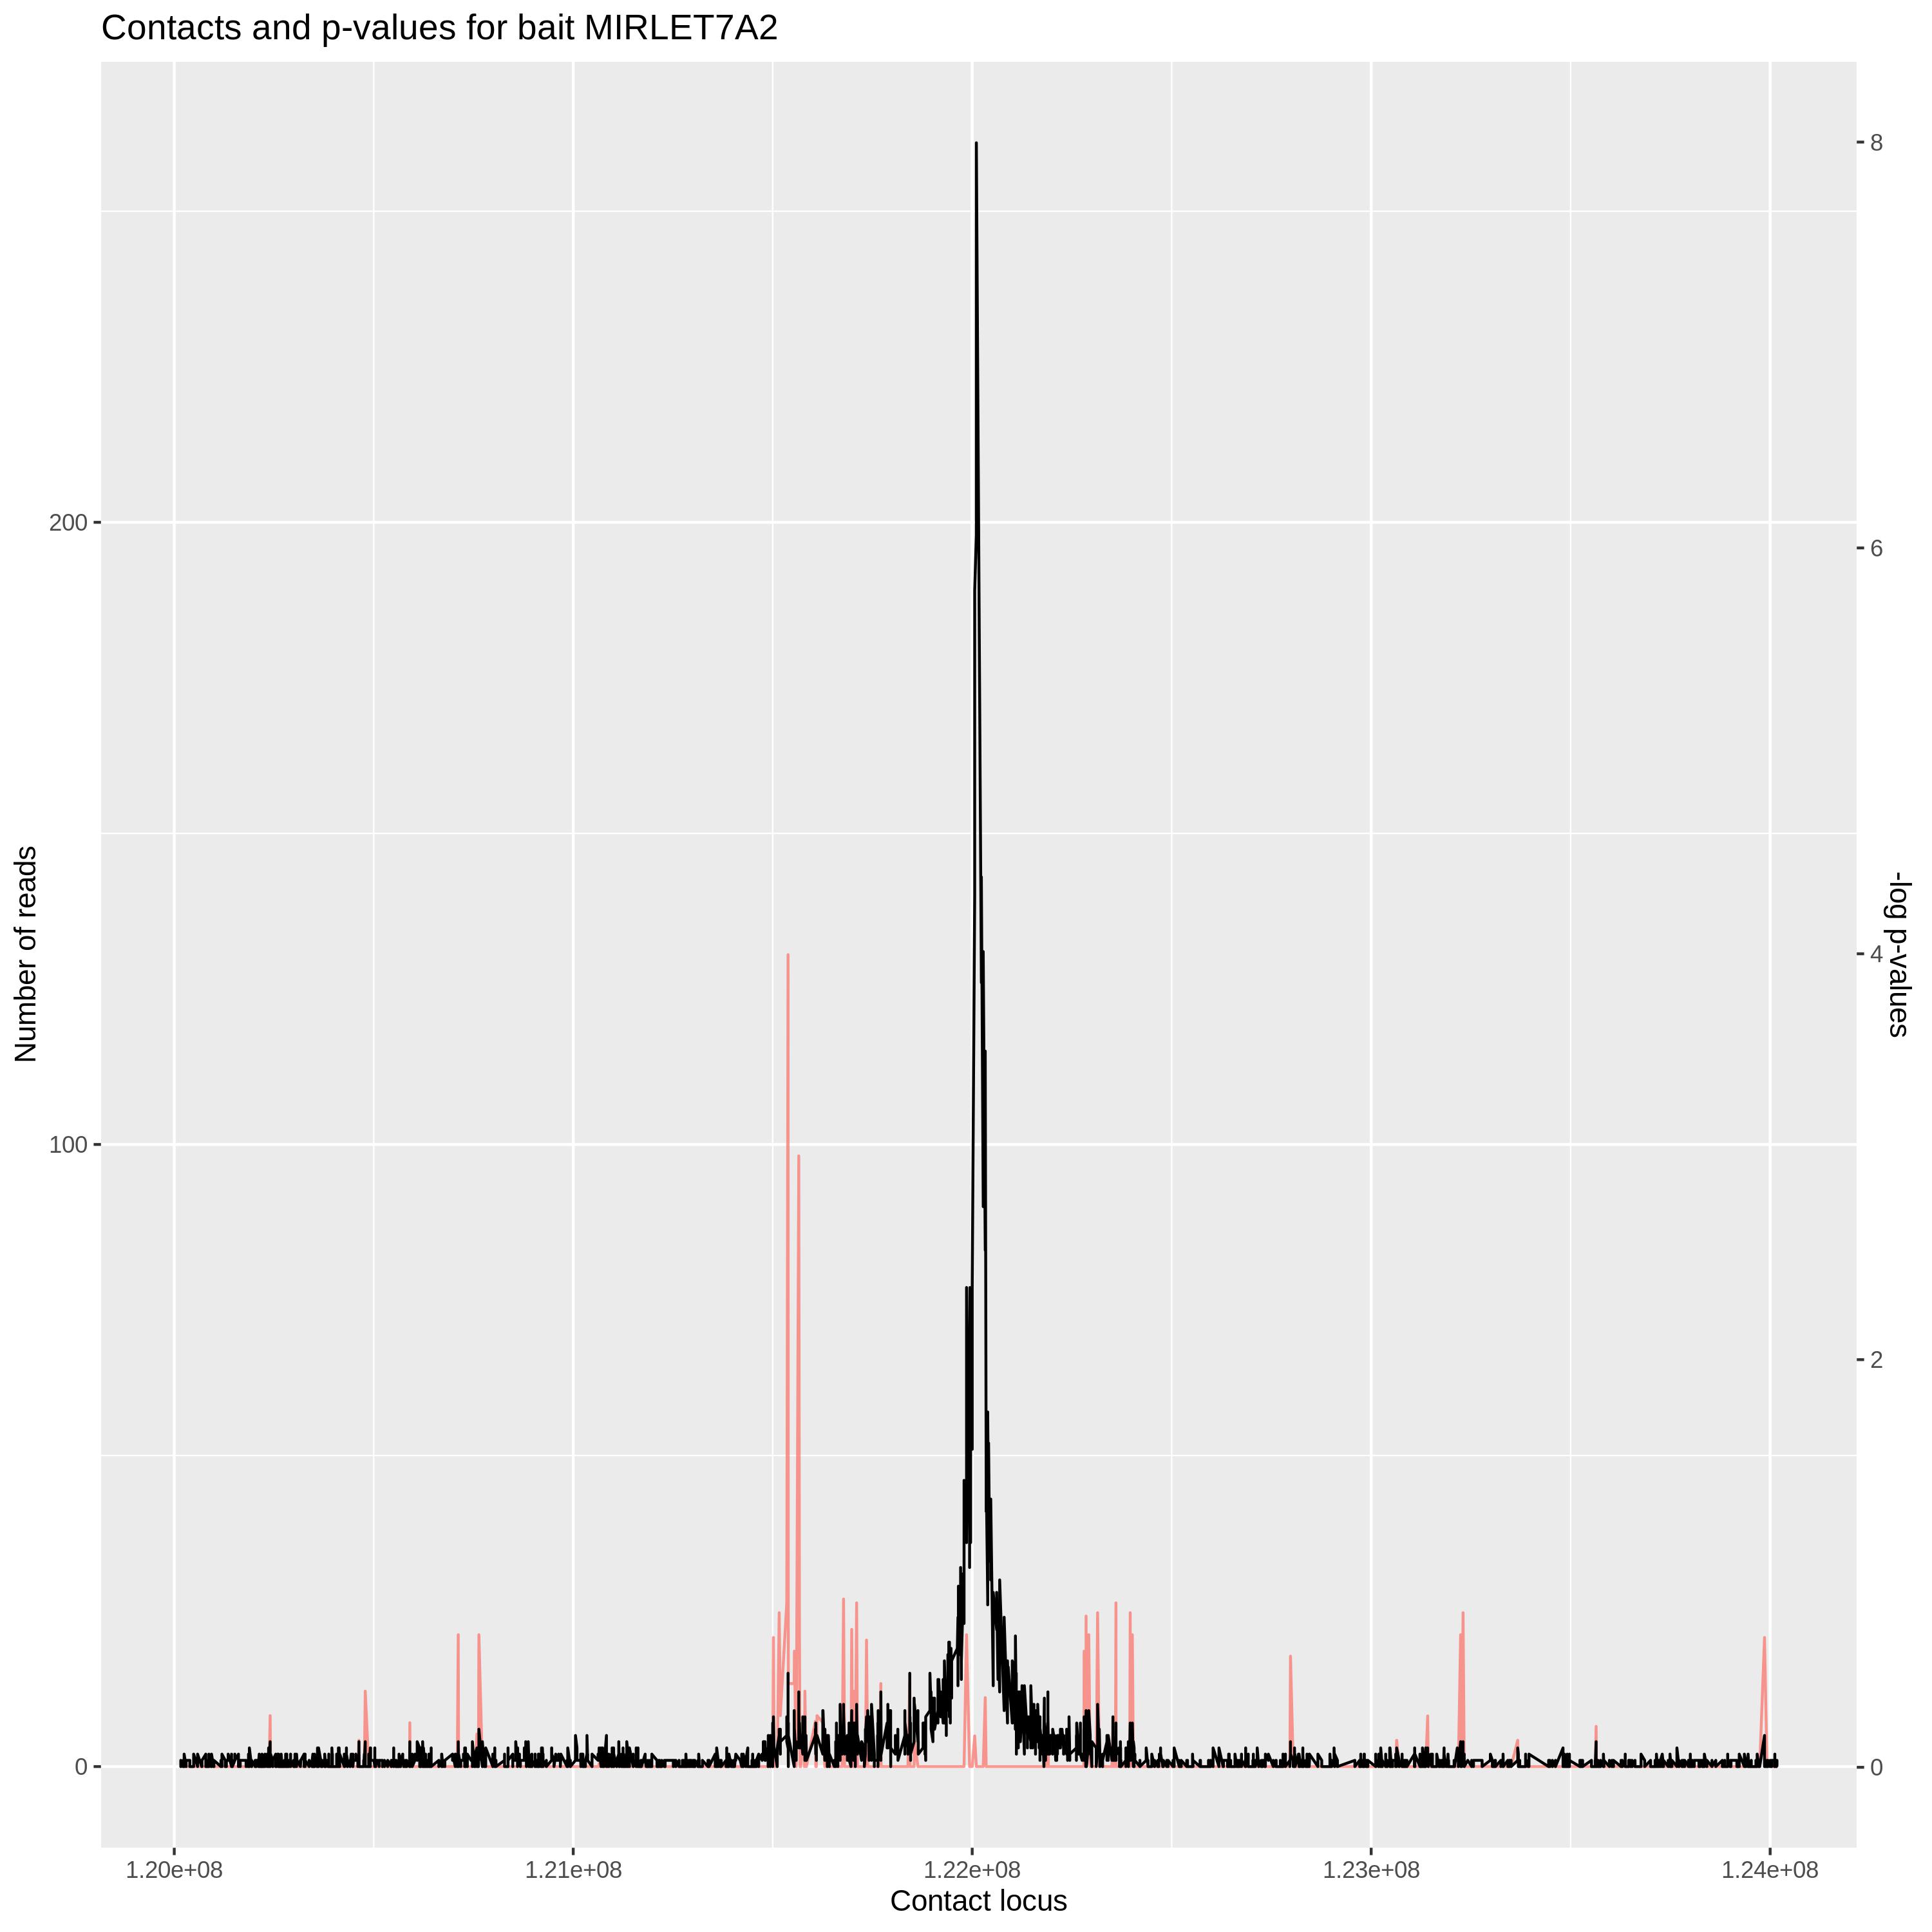 Contacts and p-values for bait MIRLET7A2
8
200
6
Number of reads
-log p-values
4
100
2
0
0
1.20e+08
1.21e+08
1.22e+08
1.23e+08
1.24e+08
Contact locus